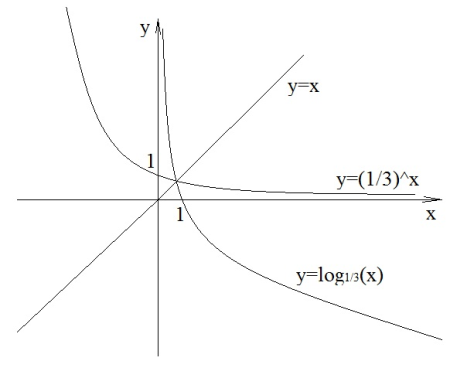 y
y=x
1
y=(1/3)^x
x
1
y=log1/3(x)